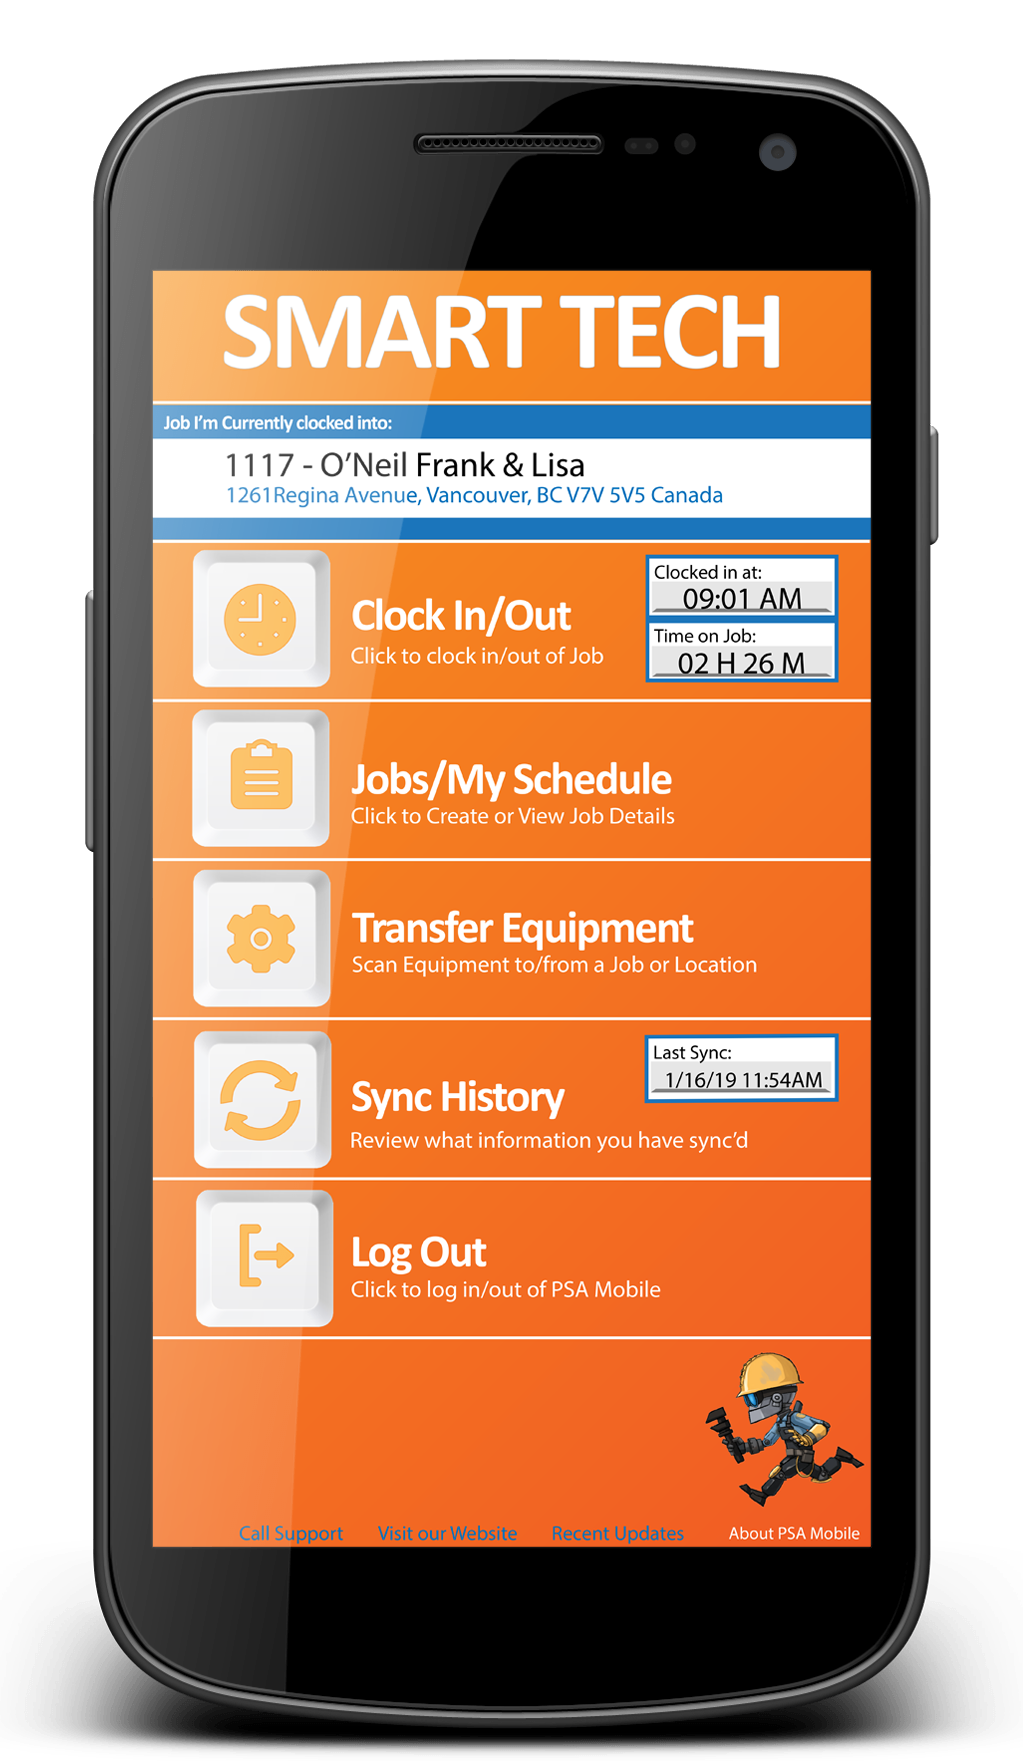 SMART TECH
Job I'm Currently clocked into:
1117 - O'Neil Frank & Lisa
1261Regina Avenue, Vancouver, BC V7V 5V5 Canada
Clock In/Out
Click to clock in/out of Job
Clocked in at:
09:01 AM
Time on Job:
02 H 26 M
Jobs/My Schedule
Click to Create or View Job Details
Transfer Equipment
Scan Equipment to/from a Job or Location
Sync History
Review what information you have sync'd
Last Sync:
1/16/19 11:54AM
Log Out
Click to log in/out of PSA Mobile
Call Support Visit our Website Recent Updates About PSA Mobile